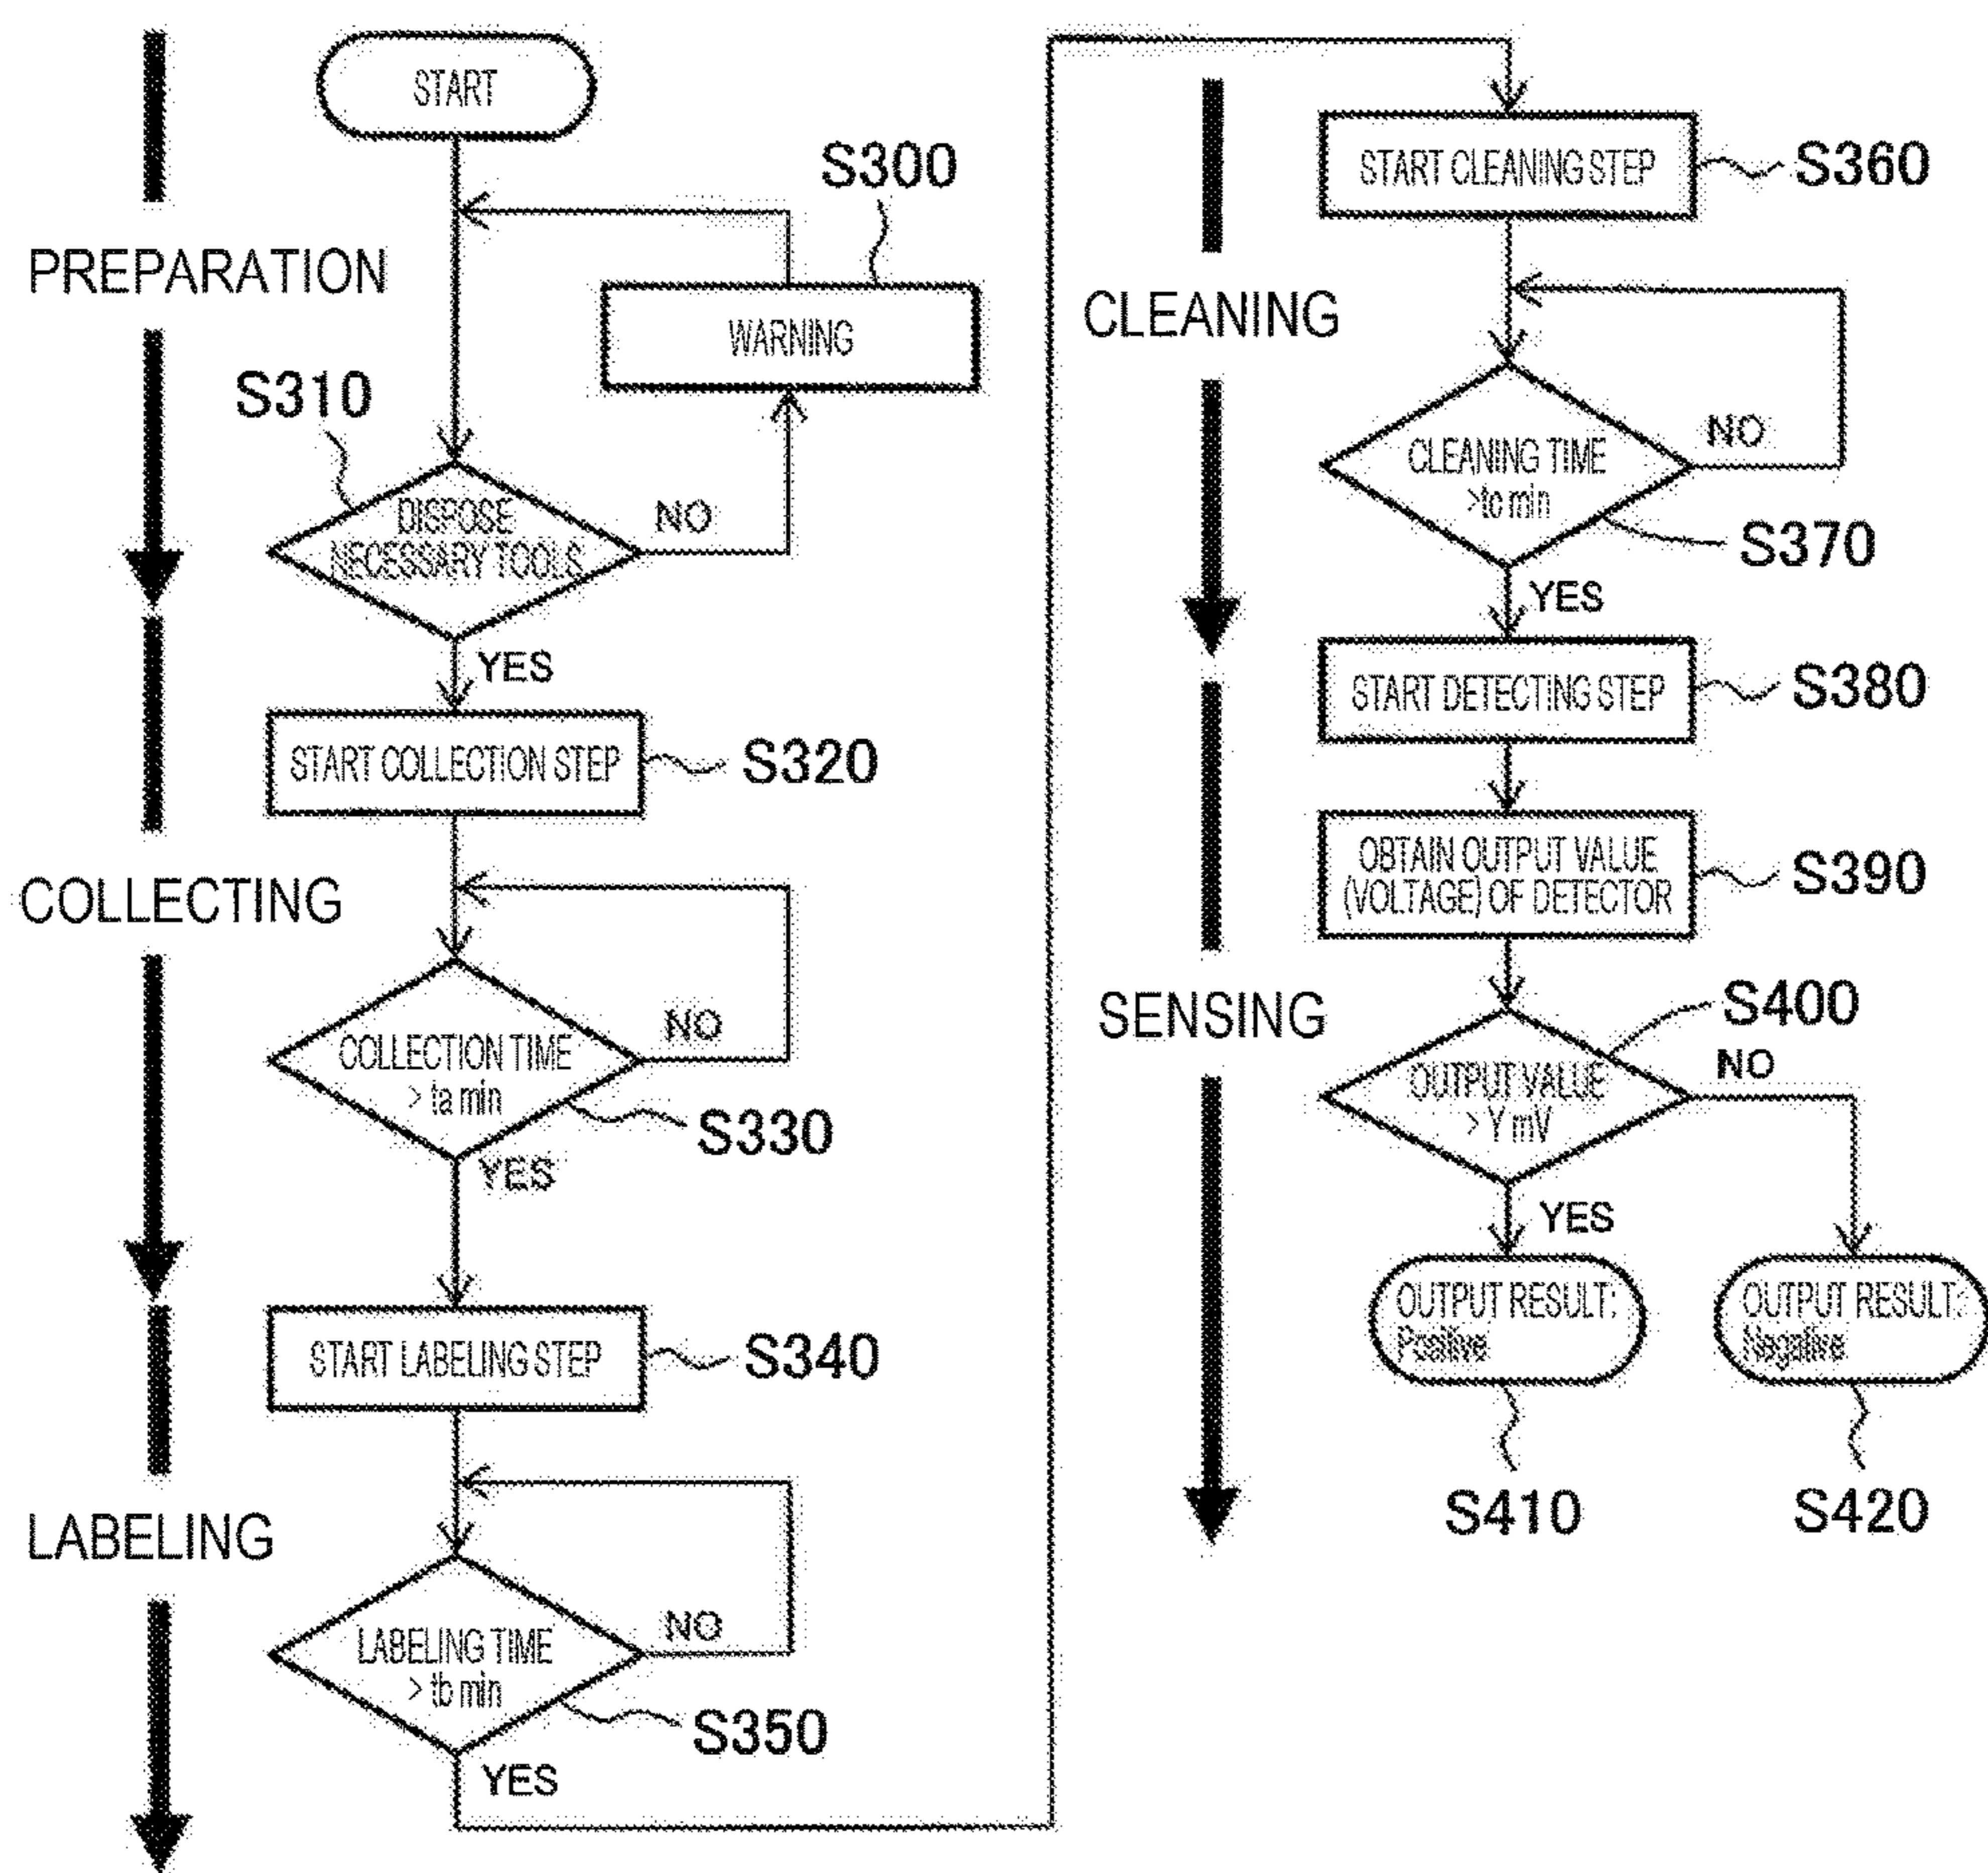 START
S300
PREPARATION
WARNING
S310
DISPOSE
NECESSARY TOOLS
NO
YES
START COLLECTION STEP
S320
COLLECTING
NO
COLLECTION TIME
> ta min
S330
YES
START LABELING STEP
S340
LABELING
NO
LABELING TIME
> tb min
S350
YES
START CLEANING STEP
S360
CLEANING
NO
CLEANING TIME
>tc min
S370
YES
START DETECTING STEP
S380
OBTAIN OUTPUT VALUE
(VOLTAGE) OF DETECTOR
S390
SENSING
S400
NO
OUTPUT VALUE
> Y mV
YES
OUTPUT RESULT:
Positive
OUTPUT RESULT:
Negative
S410
S420